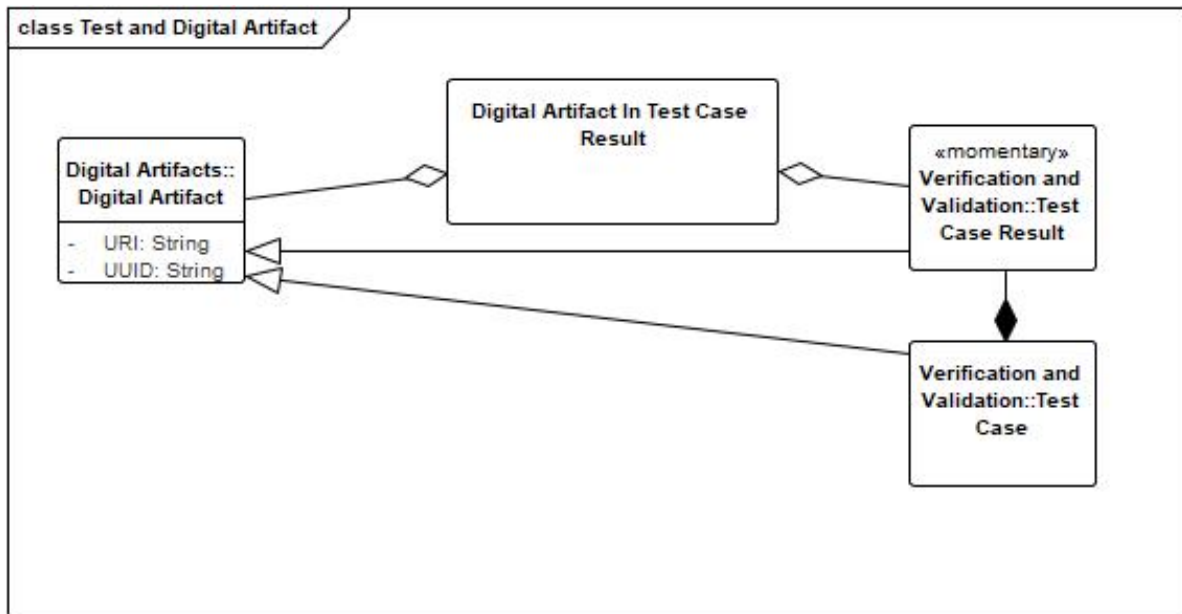 class Test and Digital Artifact
Digital Artifact In Test Case
Result
Digital Artifacts::
Digital Artifact
- URI: String
- UUID: String
«momentary»
Verification and
Validation::Test
Case Result
Verification and
Validation::Test
Case